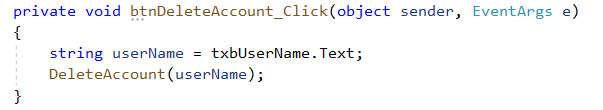 private void btnDeleteAccount_Click(object sender, EventArgs e)
{
string userName = txbUserName.Text;
DeleteAccount(userName);
}